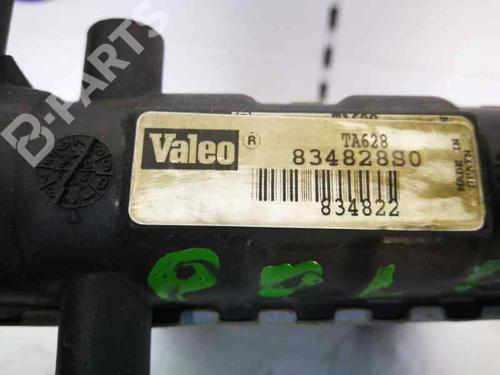 B-PARTS
Valeo ®
TA628
834828S0
834822
MADE IN
SPAIN